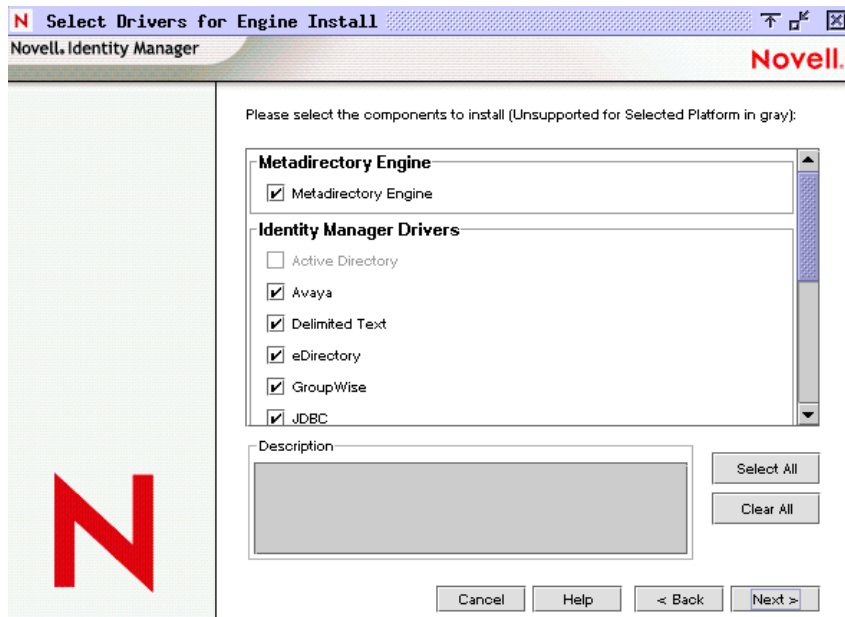 N Select Drivers for Engine Install
Novell. Identity Manager
Novell.
Please select the components to install (Unsupported for Selected Platform in gray):
Metadirectory Engine
Metadirectory Engine
Identity Manager Drivers
Active Directory
Avaya
Delimited Text
eDirectory
GroupWise
JDBC
Description
Select All
Clear All
N
Cancel Help < Back Next >